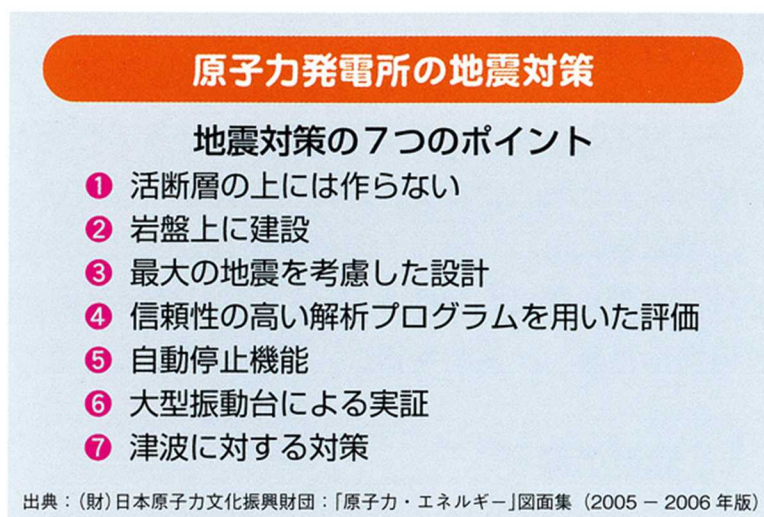 原子力発電所の地震対策
地震対策の7つのポイント
❶ 活断層の上には作らない
❷ 岩盤上に建設
❸ 最大の地震を考慮した設計
❹ 信頼性の高い解析プログラムを用いた評価
❺ 自動停止機能
❻ 大型振動台による実証
❼ 津波に対する対策
出典：(財)日本原子力文化振興財団：「原子力・エネルギー」図面集（2005－2006年版）